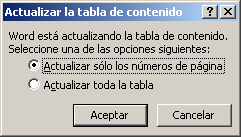 Actualizar la tabla de contenido
Word está actualizando la tabla de contenido.
Seleccione una de las opciones siguientes:
Actualizar sólo los números de página
Actualizar toda la tabla
Aceptar
Cancelar